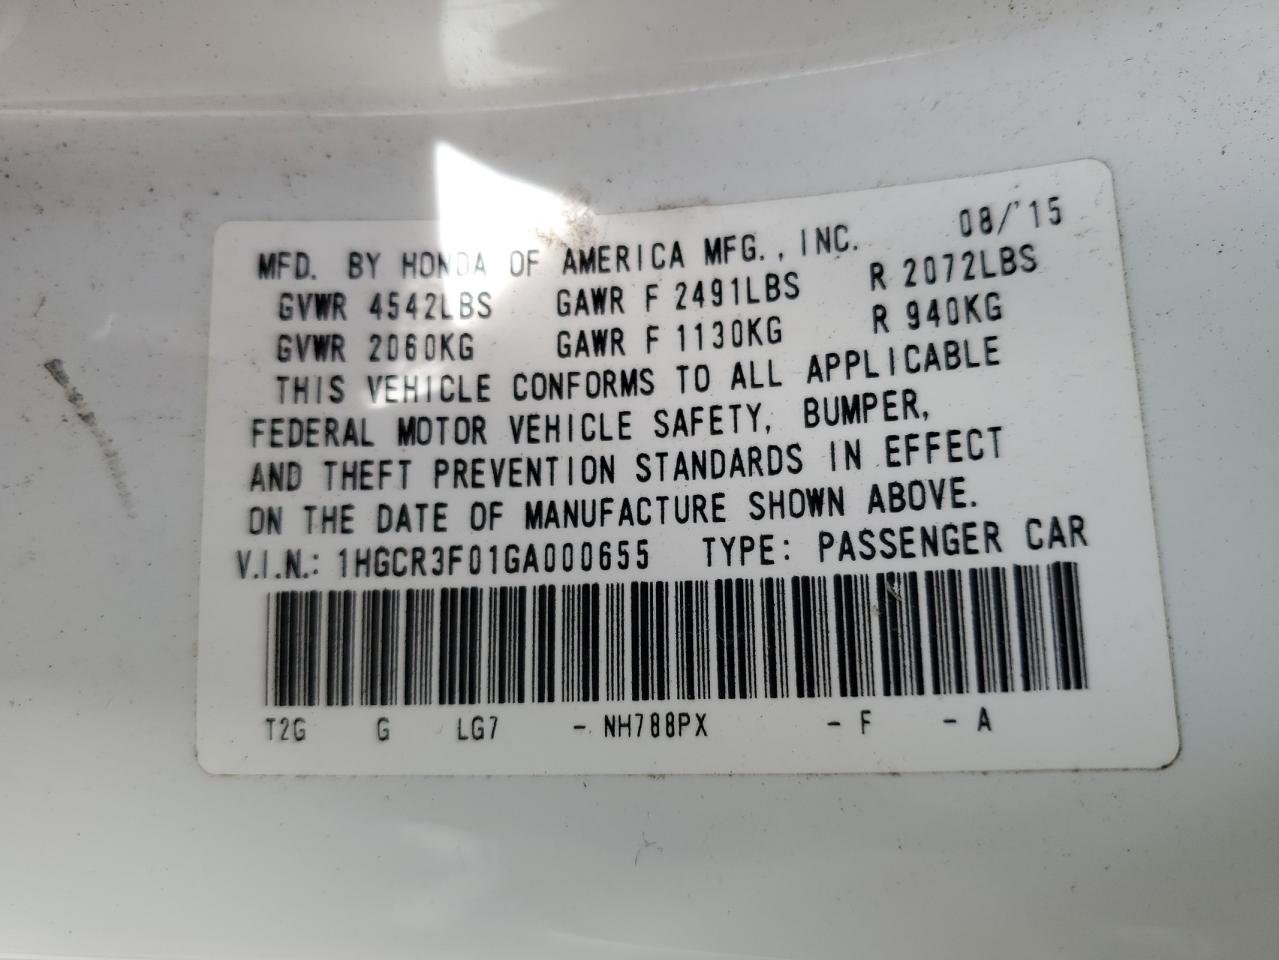 MFD. BY HONDA OF AMERICA MFG., INC. 08/'15
GVWR 4542LBS GAWR F 2491LBS R 2072LBS
GVWR 2060KG GAWR F 1130KG R 940KG
THIS VEHICLE CONFORMS TO ALL APPLICABLE
FEDERAL MOTOR VEHICLE SAFETY, BUMPER,
AND THEFT PREVENTION STANDARDS IN EFFECT
ON THE DATE OF MANUFACTURE SHOWN ABOVE.
V.I.N.: 1HGCR3F01GA000655 TYPE: PASSENGER CAR
T2G G LG7 - NH788PX - F - A